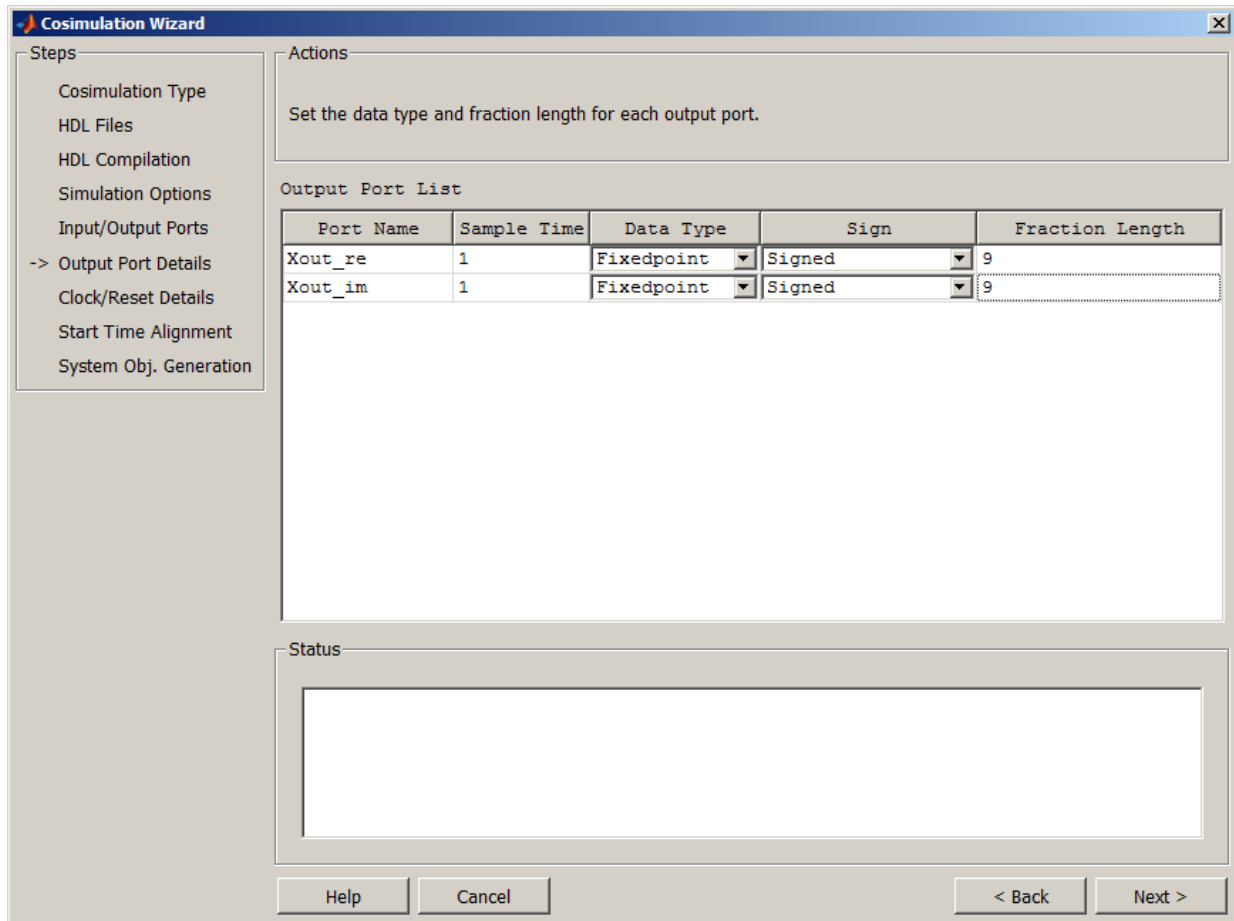 Cosimulation Wizard
Steps
Cosimulation Type
HDL Files
HDL Compilation
Simulation Options
Input/Output Ports
-> Output Port Details
Clock/Reset Details
Start Time Alignment
System Obj. Generation
Actions
Set the data type and fraction length for each output port.
Output Port List
Port Name Sample Time Data Type Sign Fraction Length
Xout_re 1 Fixedpoint Signed 9
Xout_im 1 Fixedpoint Signed 9
Status
Help Cancel < Back Next >